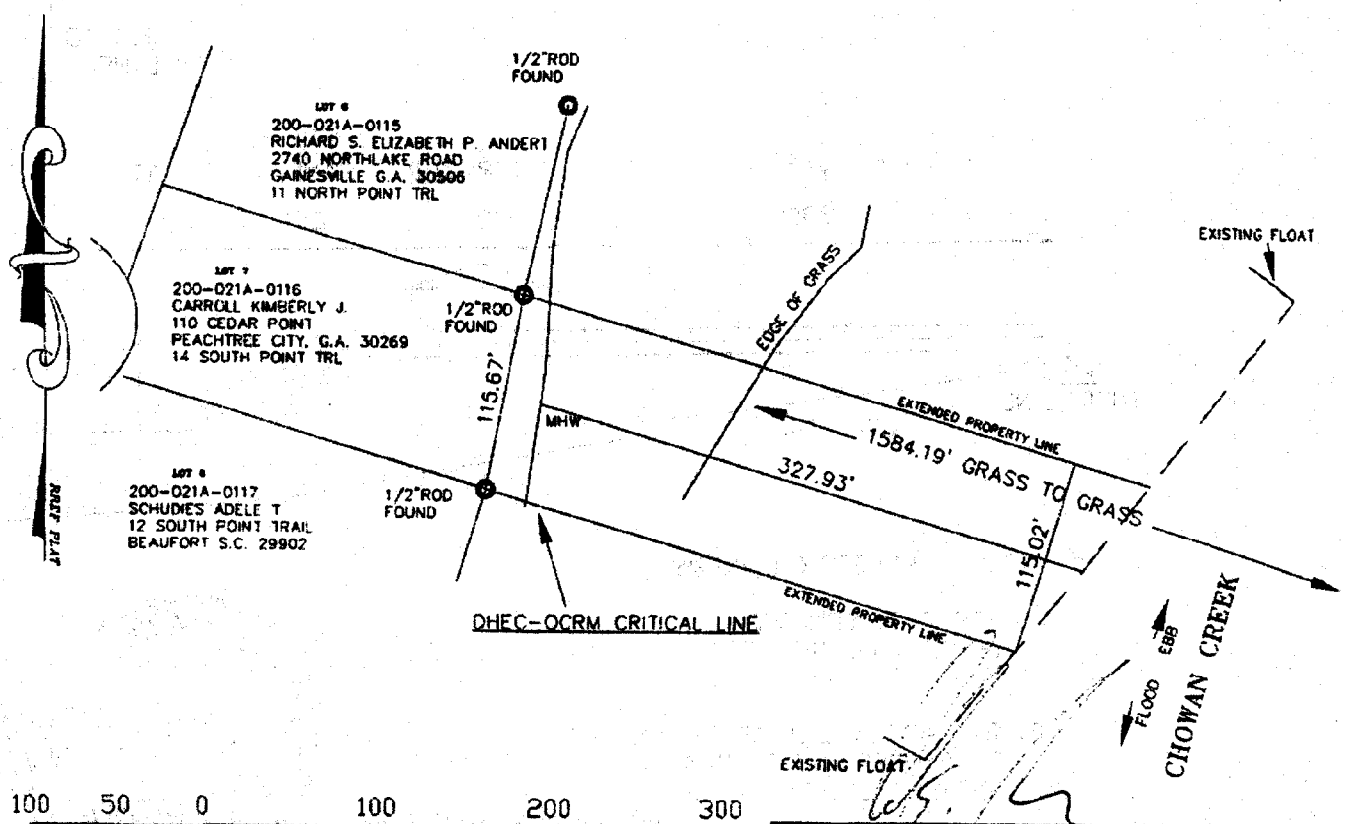 1/2"ROD
FOUND
LOT 6
200-021A-0115
RICHARD S. ELIZABETH P. ANDERT
2740 NORTHLAKE ROAD
GAINESVILLE G.A. 30506
11 NORTH POINT TRL
EXISTING FLOAT
EDGE OF GRASS
LOT 7
200-021A-0116
CARROLL KIMBERLY J.
110 CEDAR POINT
PEACHTREE CITY, G.A. 30269
14 SOUTH POINT TRL
1/2"ROD
FOUND
115.67'
MHW
EXTENDED PROPERTY LINE
1584.19' GRASS TO GRASS
327.93'
115.02'
200-021A-0117
SCHUDIES ADELE T
12 SOUTH POINT TRAIL
BEAUFORT S.C. 29902
1/2"ROD
FOUND
PLAT
DHEC-OCRM CRITICAL LINE
EXTENDED PROPERTY LINE
FLOOD EBB
CHOWAN CREEK
EXISTING FLOAT
100 50 0 100 200 300